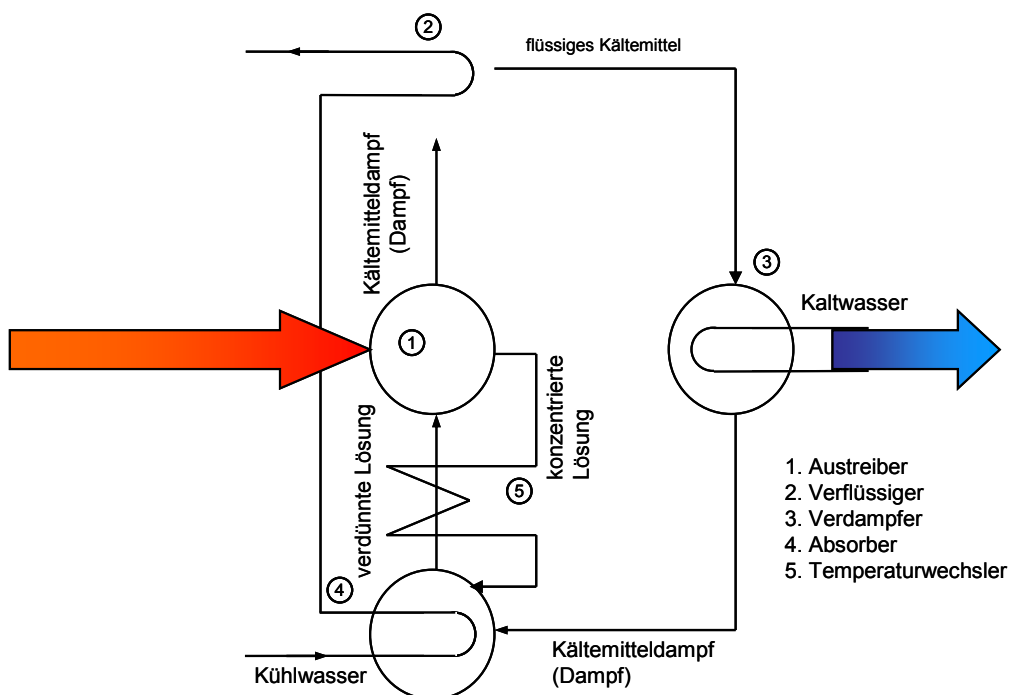 2
flüssiges Kältemittel
Kältemitteldampf
(Dampf)
3
Kaltwasser
1
verdünnte Lösung
konzentrierte
Lösung
5
1. Austreiber
2. Verflüssiger
3. Verdampfer
4. Absorber
5. Temperaturwechsler
4
Kühlwasser
Kältemitteldampf
(Dampf)